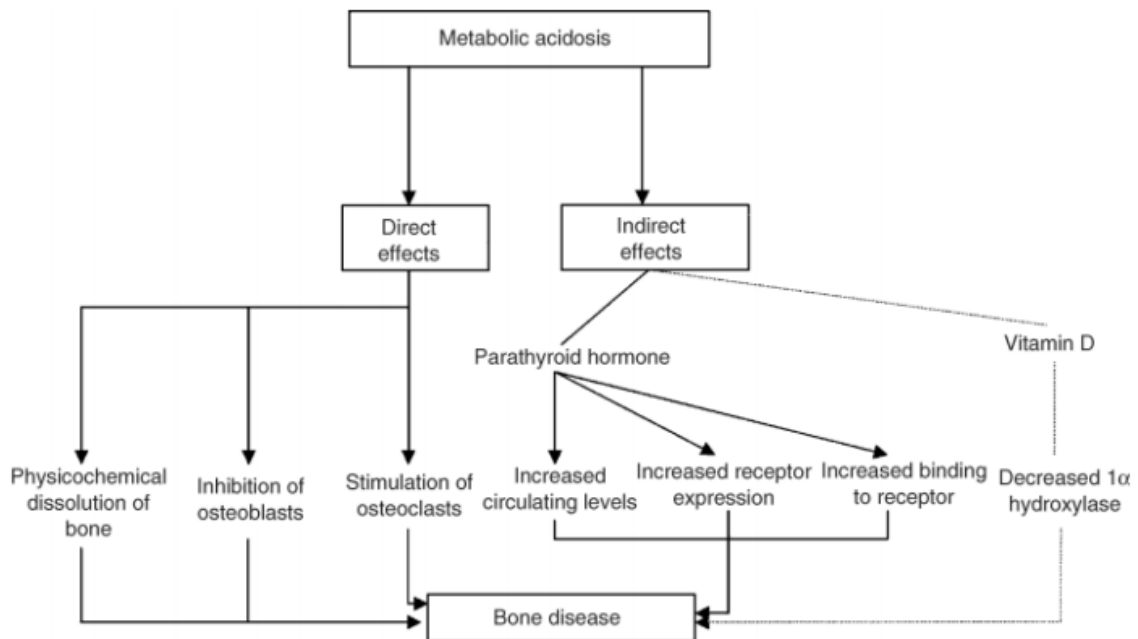 Metabolic acidosis
Direct
effects
Indirect
effects
Parathyroid hormone
Vitamin D
Physicochemical
dissolution of
bone
Inhibition of
osteoblasts
Stimulation of
osteoclasts
Increased
circulating levels
Increased receptor
expression
Increased binding
to receptor
Decreased 1α
hydroxylase
Bone disease